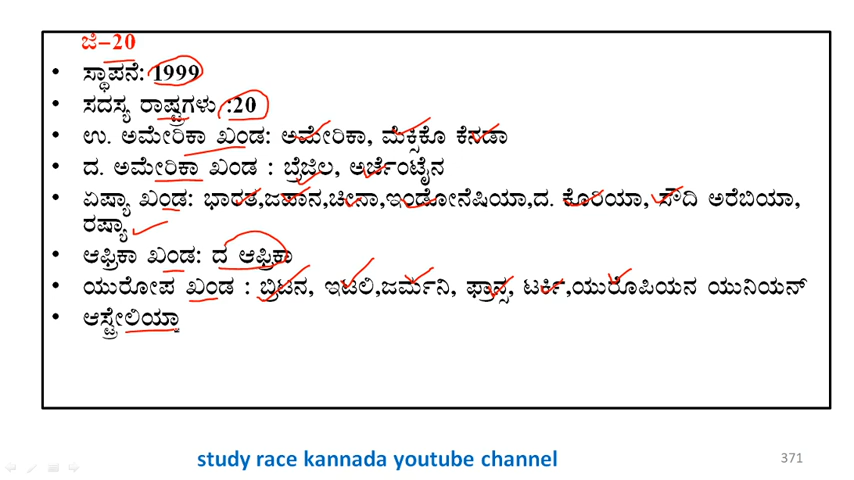 ಜಿ-20
• ಸ್ಥಾಪನೆ: 1999
• ಸದಸ್ಯ ರಾಷ್ಟ್ರಗಳು :20
• ಉ. ಅಮೇರಿಕಾ ಖಂಡ: ಅಮೇರಿಕಾ, ಮೆಕ್ಸಿಕೊ ಕೆನಡಾ
• ದ. ಅಮೇರಿಕಾ ಖಂಡ : ಬ್ರೆಜಿಲ, ಅರ್ಜೆಂಟೈನ
• ಏಷ್ಯಾ ಖಂಡ: ಭಾರತ,ಜಪಾನ,ಚೀನಾ,ಇಂಡೋನೆಷಿಯಾ,ದ. ಕೊರಿಯಾ, ಸೌದಿ ಅರೆಬಿಯಾ,
ರಷ್ಯಾ
• ಆಫ್ರಿಕಾ ಖಂಡ: ದ ಆಫ್ರಿಕಾ
• ಯುರೋಪ ಖಂಡ : ಬ್ರಿಟನ, ಇಟಲಿ,ಜರ್ಮನಿ, ಫ್ರಾನ್ಸ, ಟರ್ಕಿ,ಯುರೊಪಿಯನ ಯುನಿಯನ್
• ಆಸ್ಟ್ರೇಲಿಯ್ಯಾ
study race kannada youtube channel
371